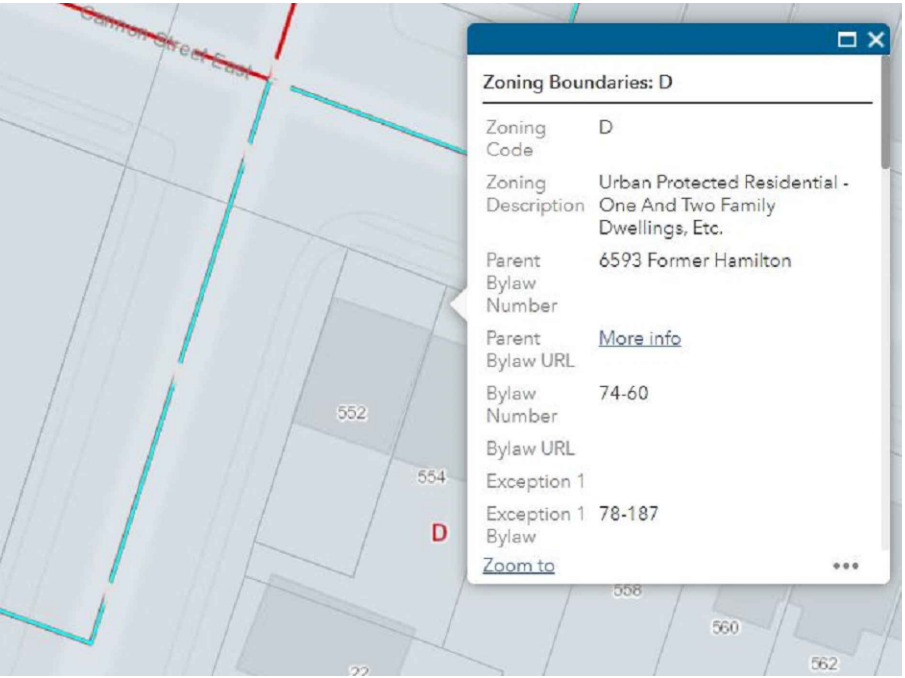 Cannon Street East
Zoning Boundaries: D
Zoning
Code
D
Zoning
Description
Urban Protected Residential -
One And Two Family
Dwellings, Etc.
Parent
Bylaw
Number
6593 Former Hamilton
Parent
Bylaw URL
More info
Bylaw
Number
74-60
Bylaw URL
Exception 1
Exception 1
Bylaw
78-187
Zoom to
552
554
D
558
560
562
22